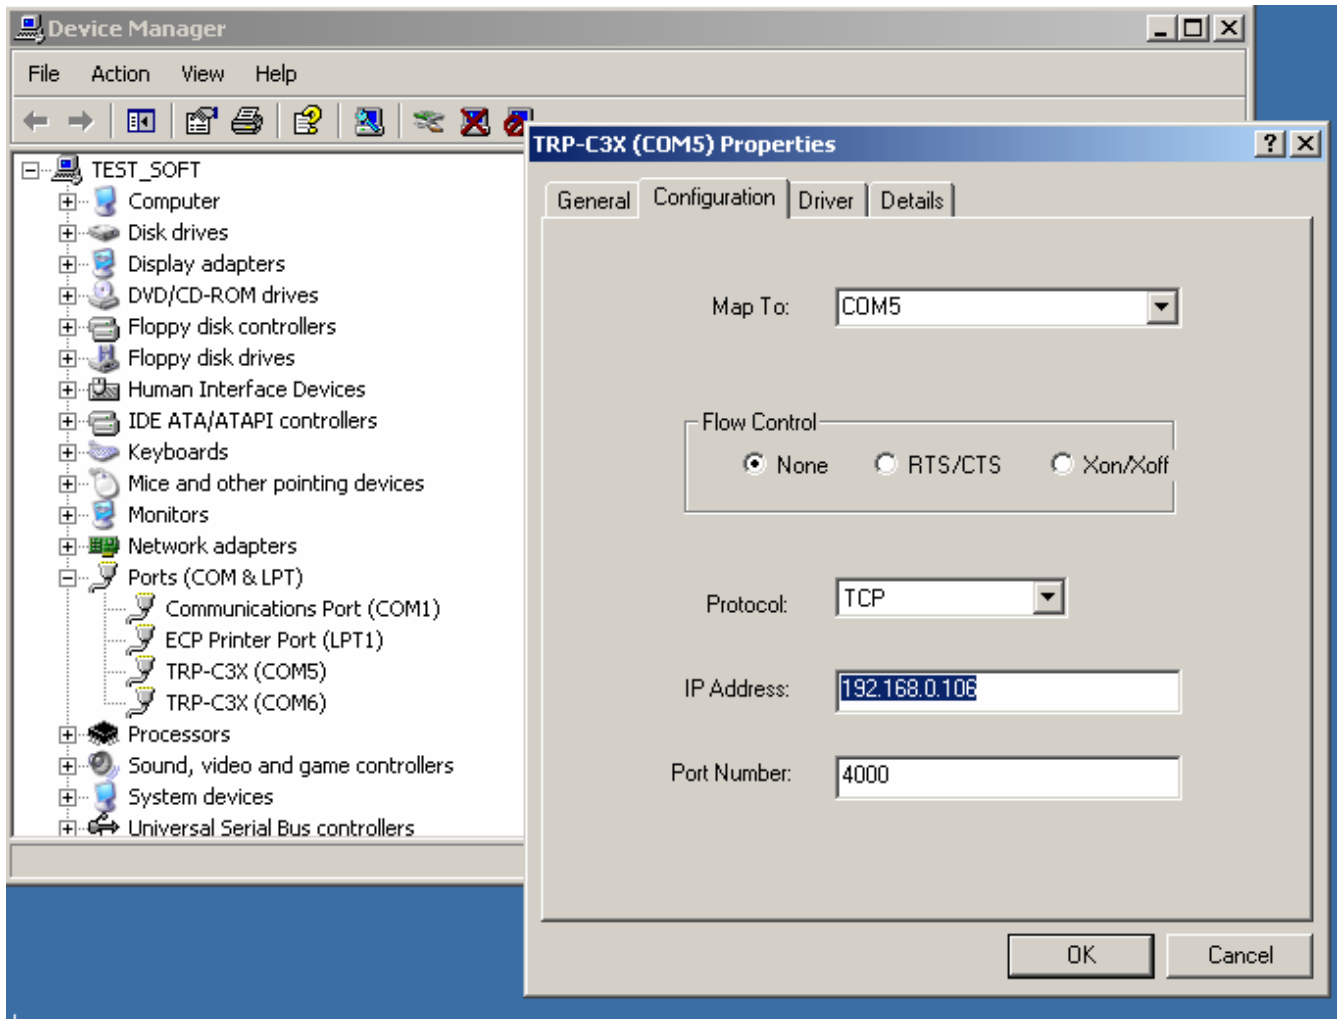 Device Manager
File Action View Help
TEST_SOFT
Computer
Disk drives
Display adapters
DVD/CD-ROM drives
Floppy disk controllers
Floppy disk drives
Human Interface Devices
IDE ATA/ATAPI controllers
Keyboards
Mice and other pointing devices
Monitors
Network adapters
Ports (COM & LPT)
Communications Port (COM1)
ECP Printer Port (LPT1)
TRP-C3X (COM5)
TRP-C3X (COM6)
Processors
Sound, video and game controllers
System devices
Universal Serial Bus controllers
TRP-C3X (COM5) Properties
General Configuration Driver Details
Map To: COM5
Flow Control
None RTS/CTS Xon/Xoff
Protocol: TCP
IP Address: 192.168.0.106
Port Number: 4000
OK Cancel